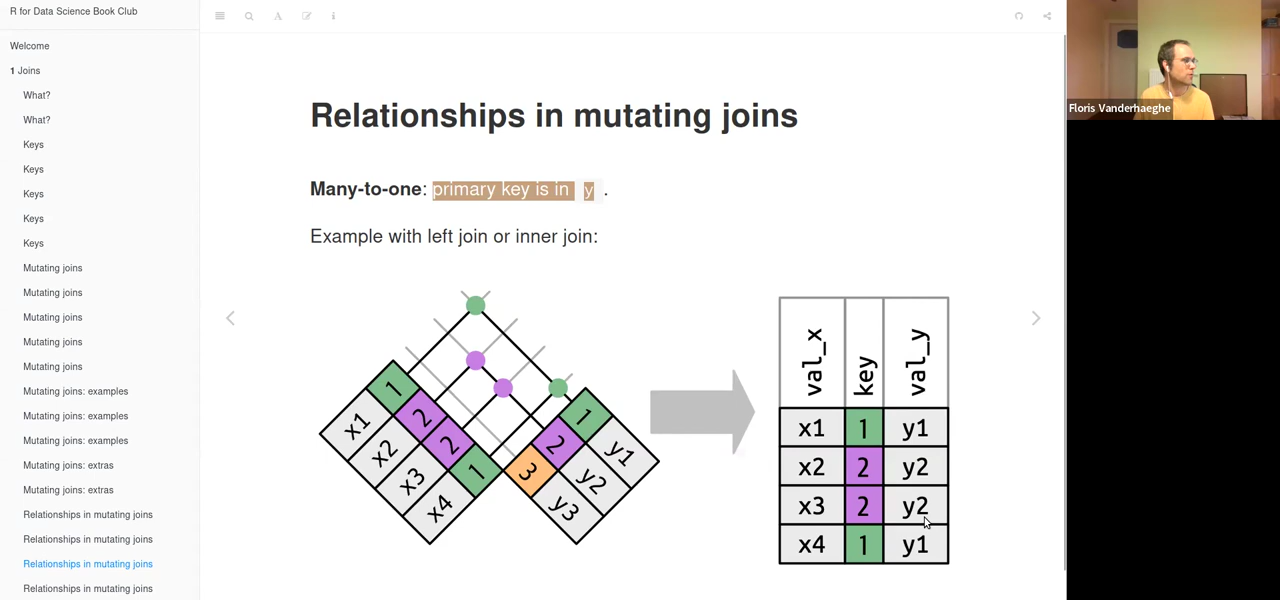 R for Data Science Book Club
Welcome
1 Joins
What?
What?
Keys
Keys
Keys
Keys
Keys
Mutating joins
Mutating joins
Mutating joins
Mutating joins
Mutating joins
Mutating joins: examples
Mutating joins: examples
Mutating joins: examples
Mutating joins: extras
Mutating joins: extras
Relationships in mutating joins
Relationships in mutating joins
Relationships in mutating joins
Relationships in mutating joins
A
i
Relationships in mutating joins
Many-to-one: primary key is in y .
Example with left join or inner join:
x1 1
x2 2
x3 2
x4 1
1 y1
2 y2
3 y3
val_x key val_y
x1 1 y1
x2 2 y2
x3 2 y2
x4 1 y1
Floris Vanderhaeghe